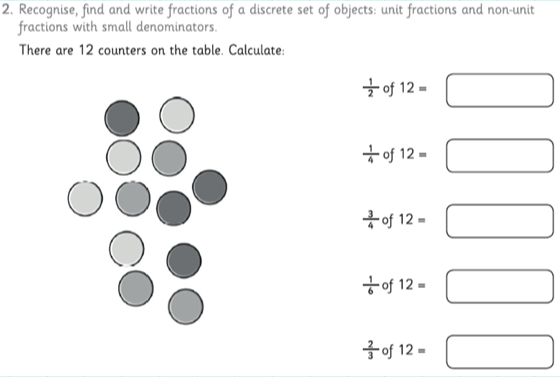 2. Recognise, find and write fractions of a discrete set of objects: unit fractions and non-unit
fractions with small denominators.
There are 12 counters on the table. Calculate:
1/2 of 12 =
1/4 of 12 =
3/4 of 12 =
1/6 of 12 =
2/3 of 12 =